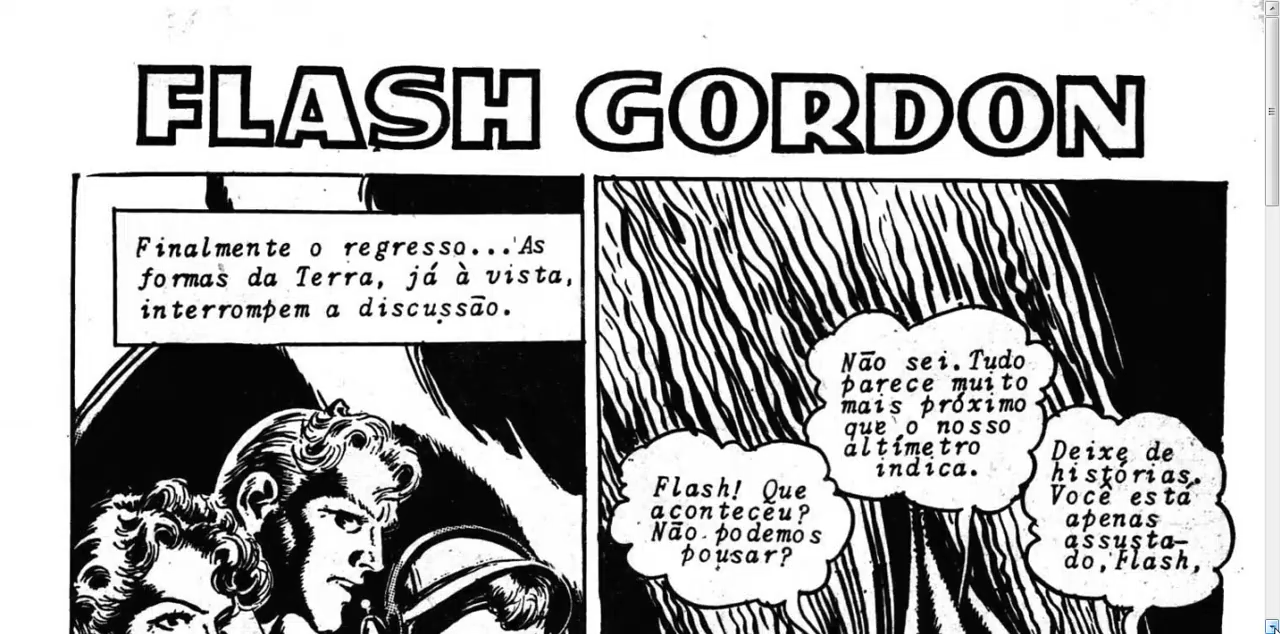 FLASH GORDON
Finalmente o regresso... As
formas da Terra, já à vista,
interrompem a discussão.
Flash! Que
aconteceu?
Não podemos
pousar?
Não sei. Tudo
parece muito
mais próximo
que o nosso
altímetro
indica.
Deixe de
histórias.
Você está
apenas
assusta-
do, Flash,